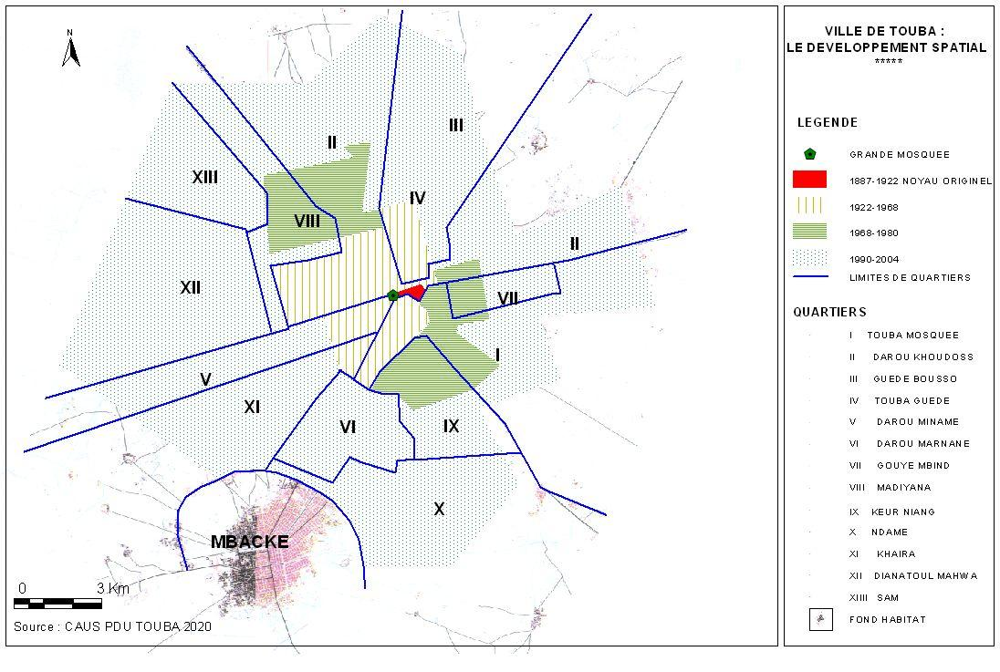 N
II
III
XIII
IV
VIII
II
XII
VII
I
V
XI
VI
IX
X
MBACKE
0 3 Km
Source : CAUS PDU TOUBA 2020
VILLE DE TOUBA :
LE DEVELOPPEMENT SPATIAL
*****
LEGENDE
GRANDE MOSQUEE
1887-1922 NOYAU ORIGINEL
1922-1968
1968-1980
1990-2004
LIMITES DE QUARTIERS
QUARTIERS
I TOUBA MOSQUEE
II DAROU KHOUDOSS
III GUEDE BOUSSO
IV TOUBA GUEDE
V DAROU MINAME
VI DAROU MARNANE
VII GOUYE MBIND
VIII MADIYANA
IX KEUR NIANG
X NDAME
XI KHAIRA
XII DIANATOUL MAHWA
XIIII SAM
FOND HABITAT